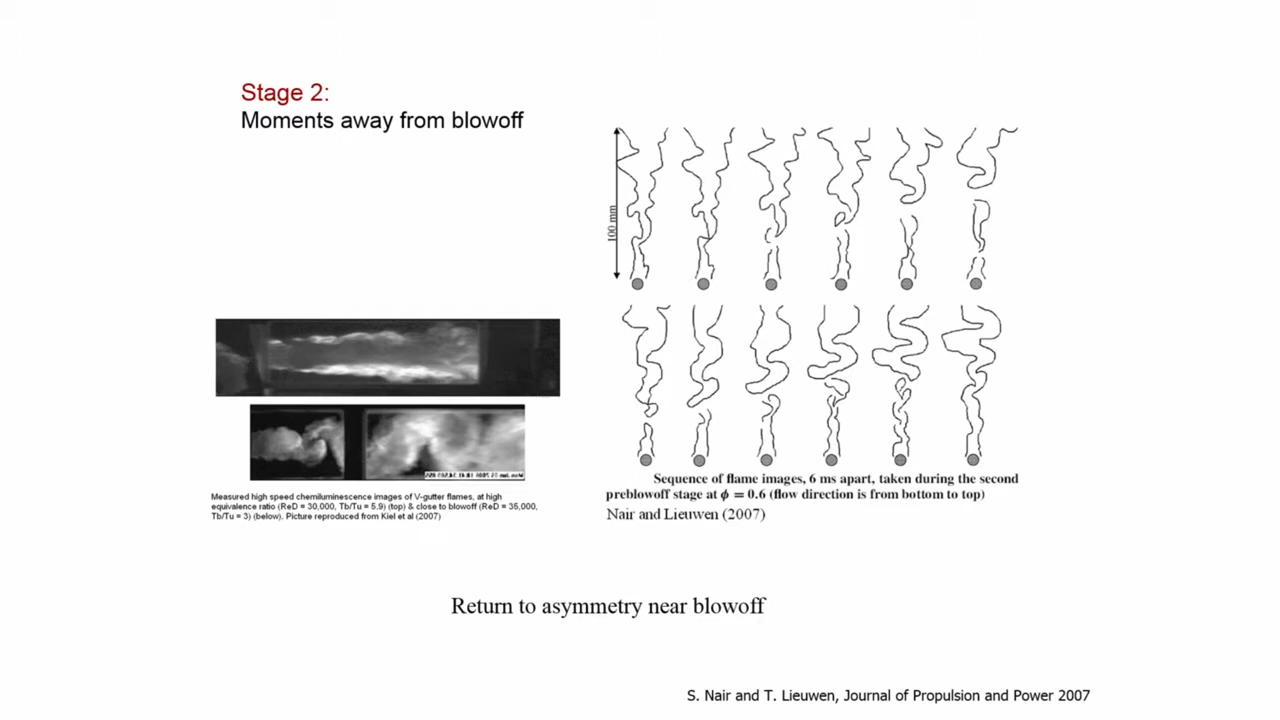 Stage 2:
Moments away from blowoff
100 mm
Measured high speed chemiluminescence images of V-gutter flames, at high
equivalence ratio (ReD = 30,000, Tb/Tu = 5.9) (top) & close to blowoff (ReD = 35,000,
Tb/Tu = 3) (below). Picture reproduced from Kiel et al (2007)
Sequence of flame images, 6 ms apart, taken during the second
preblowoff stage at ϕ = 0.6 (flow direction is from bottom to top)
Nair and Lieuwen (2007)
Return to asymmetry near blowoff
S. Nair and T. Lieuwen, Journal of Propulsion and Power 2007